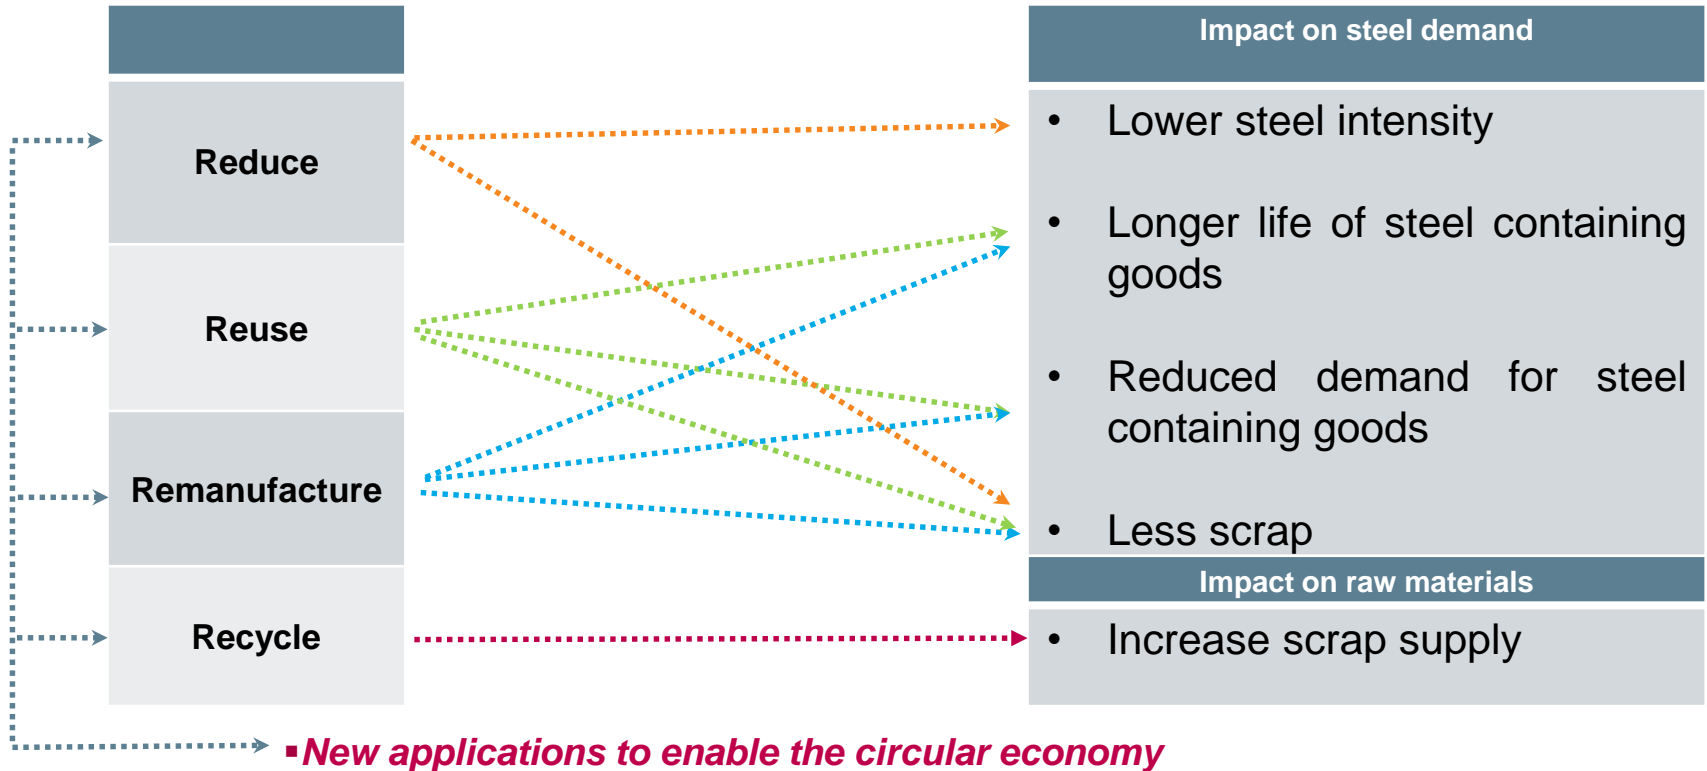 Impact on steel demand
Reduce
Reuse
Remanufacture
Recycle
• Lower steel intensity
• Longer life of steel containing
goods
• Reduced demand for steel
containing goods
• Less scrap
Impact on raw materials
• Increase scrap supply
▪New applications to enable the circular economy